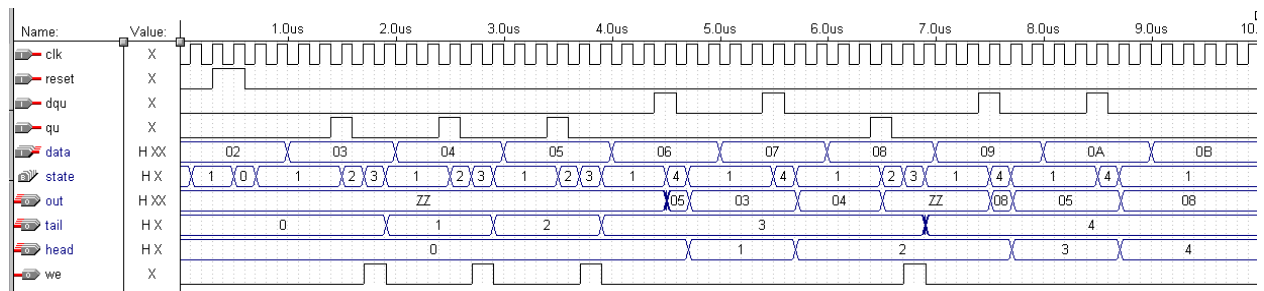 Name: Value: 1.0us 2.0us 3.0us 4.0us 5.0us 6.0us 7.0us 8.0us 9.0us 10.
clk X
reset X
dqu X
qu X
data H XX 02 03 04 05 06 07 08 09 0A 0B
state H X 1 0 1 2 3 1 2 3 1 2 3 1 4 1 4 1 2 3 1 4 1 4 1
out H XX ZZ 05 03 04 ZZ 08 05 08
tail H X 0 1 2 3 4
head H X 0 1 2 3 4
we X